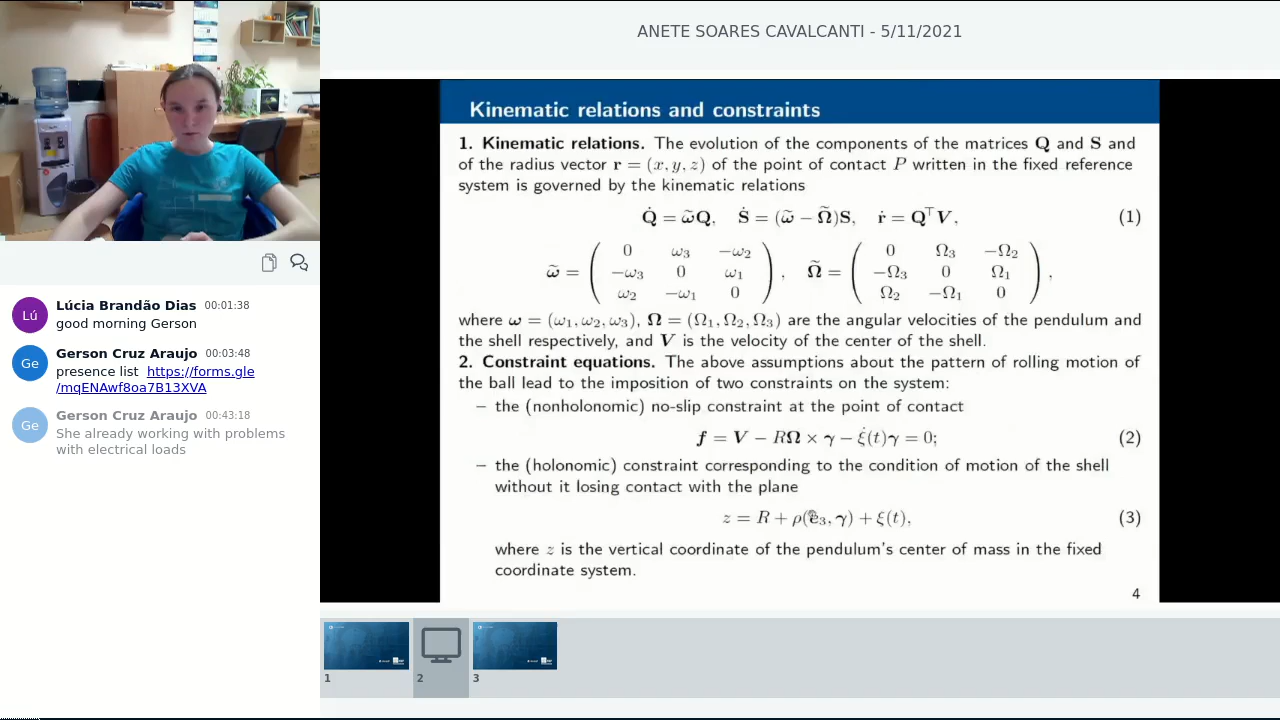 ANETE SOARES CAVALCANTI - 5/11/2021
Lú
Lúcia Brandão Dias 00:01:38
good morning Gerson
Ge
Gerson Cruz Araujo 00:03:48
presence list https://forms.gle
/mqENAwf8oa7B13XVA
Ge
Gerson Cruz Araujo 00:43:18
She already working with problems
with electrical loads
Kinematic relations and constraints
1. Kinematic relations. The evolution of the components of the matrices Q and S and
of the radius vector r = (x, y, z) of the point of contact P written in the fixed reference
system is governed by the kinematic relations
Q̇ = ω̃Q, Ṡ = (ω̃ − Ω̃)S, ṙ = Q⊤V, (1)
ω̃ = ( 0 ω₃ −ω₂
−ω₃ 0 ω₁
ω₂ −ω₁ 0 ), Ω̃ = ( 0 Ω₃ −Ω₂
−Ω₃ 0 Ω₁
Ω₂ −Ω₁ 0 ),
where ω = (ω₁, ω₂, ω₃), Ω = (Ω₁, Ω₂, Ω₃) are the angular velocities of the pendulum and
the shell respectively, and V is the velocity of the center of the shell.
2. Constraint equations. The above assumptions about the pattern of rolling motion of
the ball lead to the imposition of two constraints on the system:
– the (nonholonomic) no-slip constraint at the point of contact
f = V − RΩ × γ − ξ̇(t)γ = 0; (2)
– the (holonomic) constraint corresponding to the condition of motion of the shell
without it losing contact with the plane
z = R + ρ(e₃, γ) + ξ(t), (3)
where z is the vertical coordinate of the pendulum's center of mass in the fixed
coordinate system.
4
1
2
3